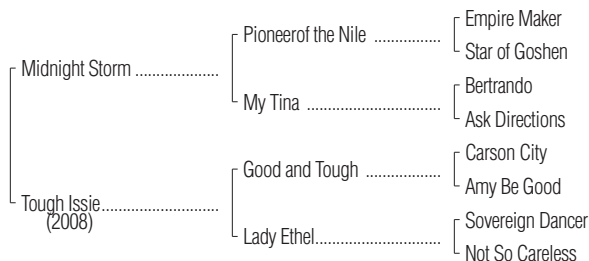 Empire Maker
Pioneerof the Nile ..................
Star of Goshen
Midnight Storm .....................
Bertrando
My Tina ..................................
Ask Directions
Carson City
Good and Tough ...................
Amy Be Good
Tough Issie..............................
(2008)
Sovereign Dancer
Lady Ethel................................
Not So Careless